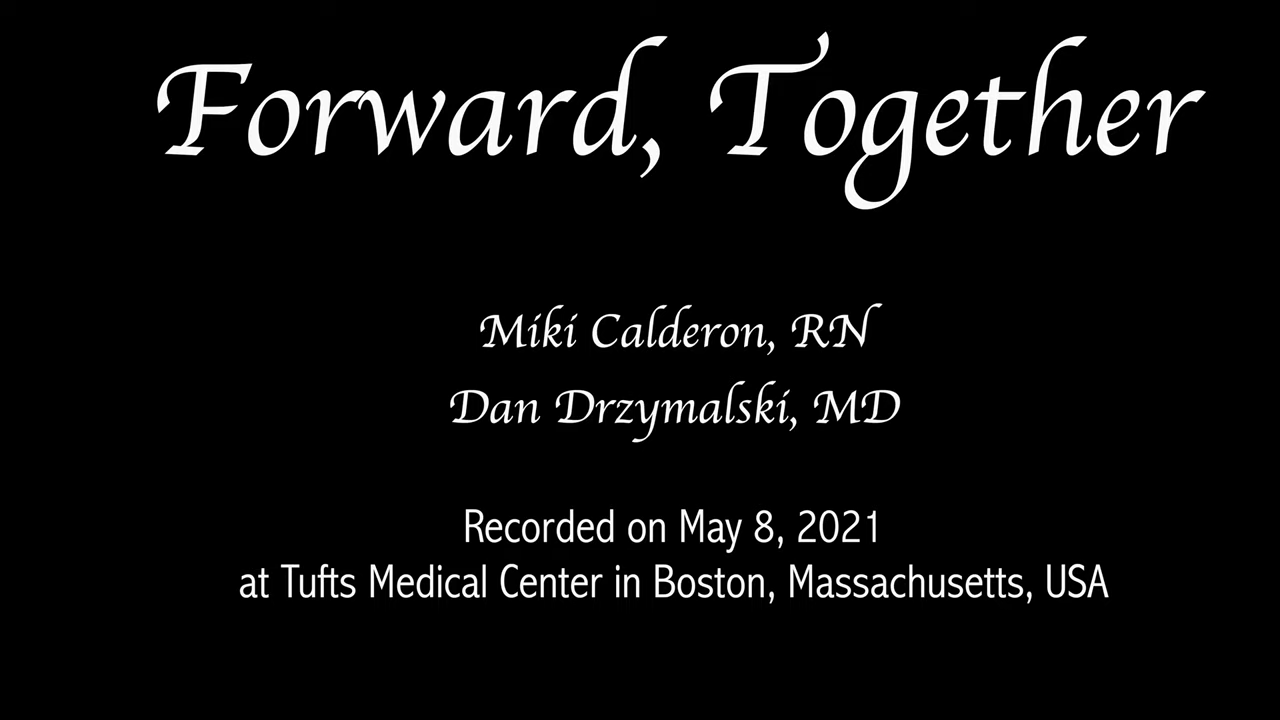 Forward, Together
Miki Calderon, RN
Dan Drzymalski, MD
Recorded on May 8, 2021
at Tufts Medical Center in Boston, Massachusetts, USA